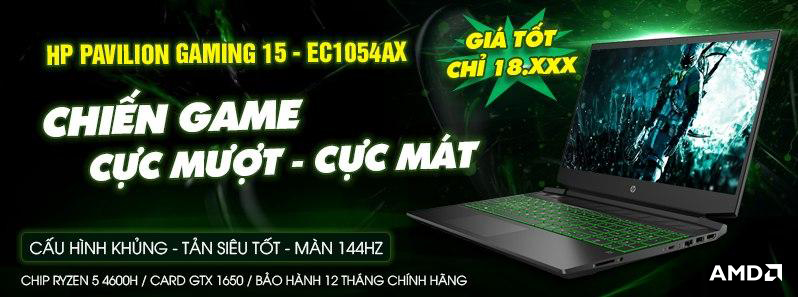 HP PAVILION GAMING 15 - EC1054AX
GIÁ TỐT
CHỈ 18.XXX
CHIẾN GAME
CỰC MƯỢT - CỰC MÁT
CẤU HÌNH KHỦNG - TẢN SIÊU TỐT - MÀN 144HZ
CHIP RYZEN 5 4600H / CARD GTX 1650 / BẢO HÀNH 12 THÁNG CHÍNH HÃNG
hp
AMD